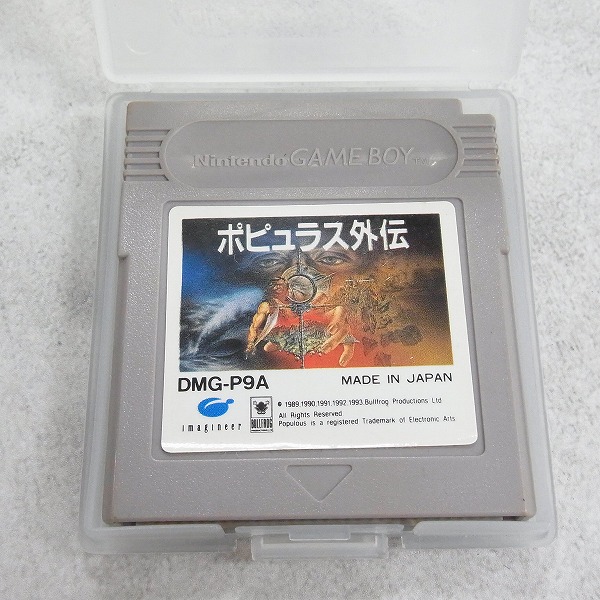 Nintendo GAME BOY
ポピュラス外伝
DMG-P9A
MADE IN JAPAN
© 1989.1990.1991.1992.1993.Bullfrog Productions Ltd
All Rights Reserved
Populous is a registered Trademark of Electronic Arts
imagineer
BULLFROG